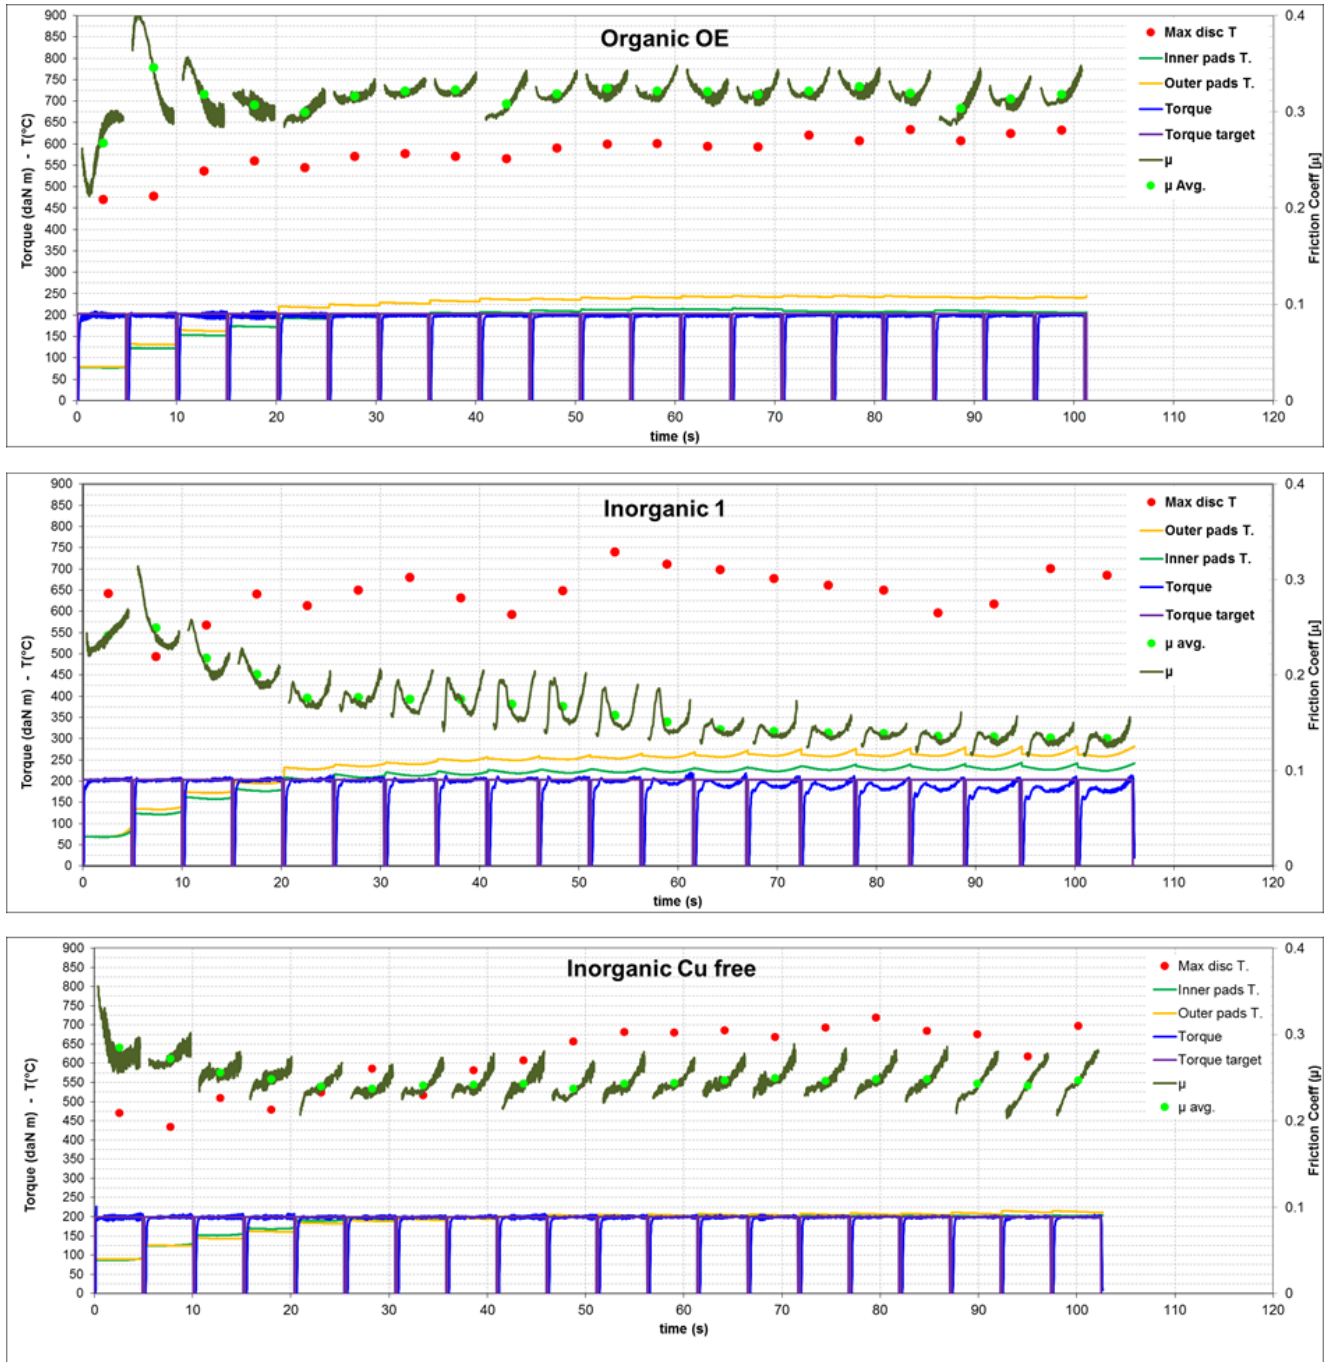 Organic OE
Torque (daN m) - T(°C)
900
850
800
750
700
650
600
550
500
450
400
350
300
250
200
150
100
50
0
0 10 20 30 40 50 60 70 80 90 100 110 120
time (s)
0.4
0.3
0.2
0.1
0
Friction Coeff [µ]
Max disc T
Inner pads T.
Outer pads T.
Torque
Torque target
µ
µ Avg.
Inorganic 1
Torque (daN m) - T(°C)
900
850
800
750
700
650
600
550
500
450
400
350
300
250
200
150
100
50
0
0 10 20 30 40 50 60 70 80 90 100 110 120
time (s)
0.4
0.3
0.2
0.1
0
Friction Coeff [µ]
Max disc T
Outer pads T.
Inner pads T.
Torque
Torque target
µ avg.
µ
Inorganic Cu free
Torque (daN m) - T(°C)
900
850
800
750
700
650
600
550
500
450
400
350
300
250
200
150
100
50
0
0 10 20 30 40 50 60 70 80 90 100 110 120
time (s)
0.4
0.3
0.2
0.1
0
Friction Coeff (µ)
Max disc T.
Inner pads T.
Outer pads T.
Torque
Torque target
µ
µ avg.